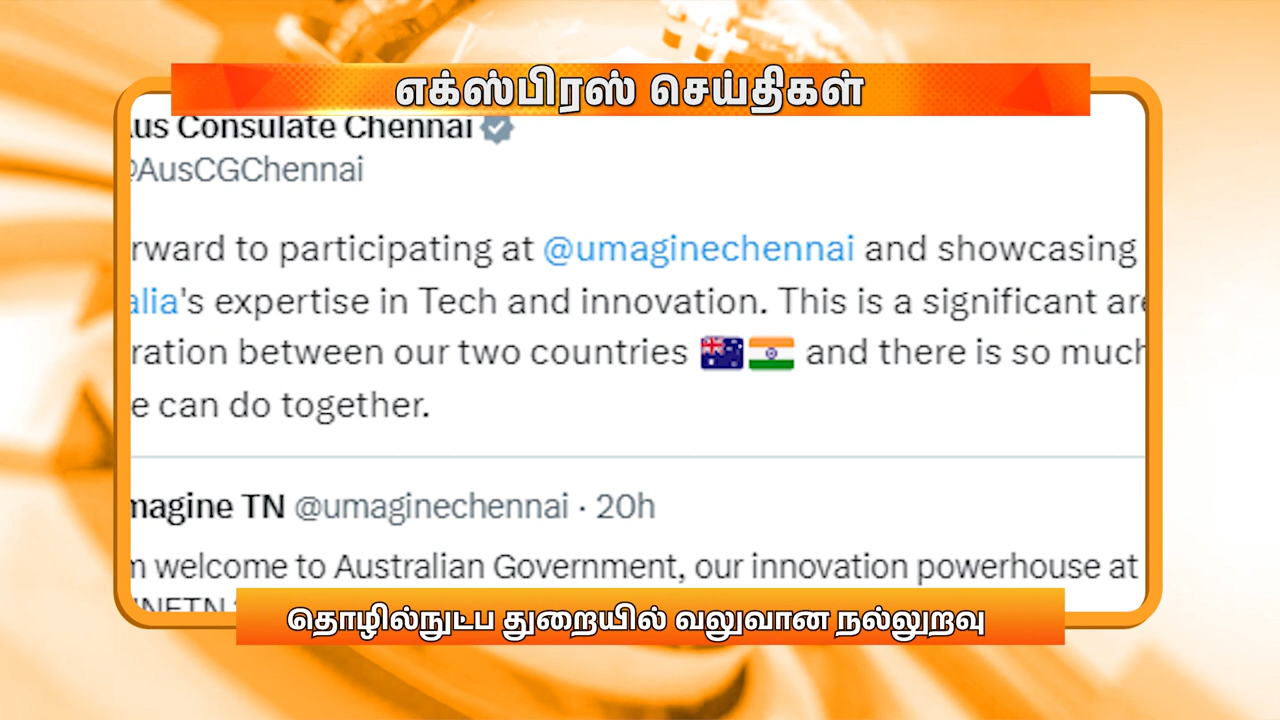 எக்ஸ்பிரஸ் செய்திகள்
Aus Consulate Chennai
@AusCGChennai
rward to participating at @umaginechennai and showcasing
alia's expertise in Tech and innovation. This is a significant are
ration between our two countries and there is so much
e can do together.
magine TN @umaginechennai · 20h
m welcome to Australian Government, our innovation powerhouse at
தொழில்நுட்ப துறையில் வலுவான நல்லுறவு